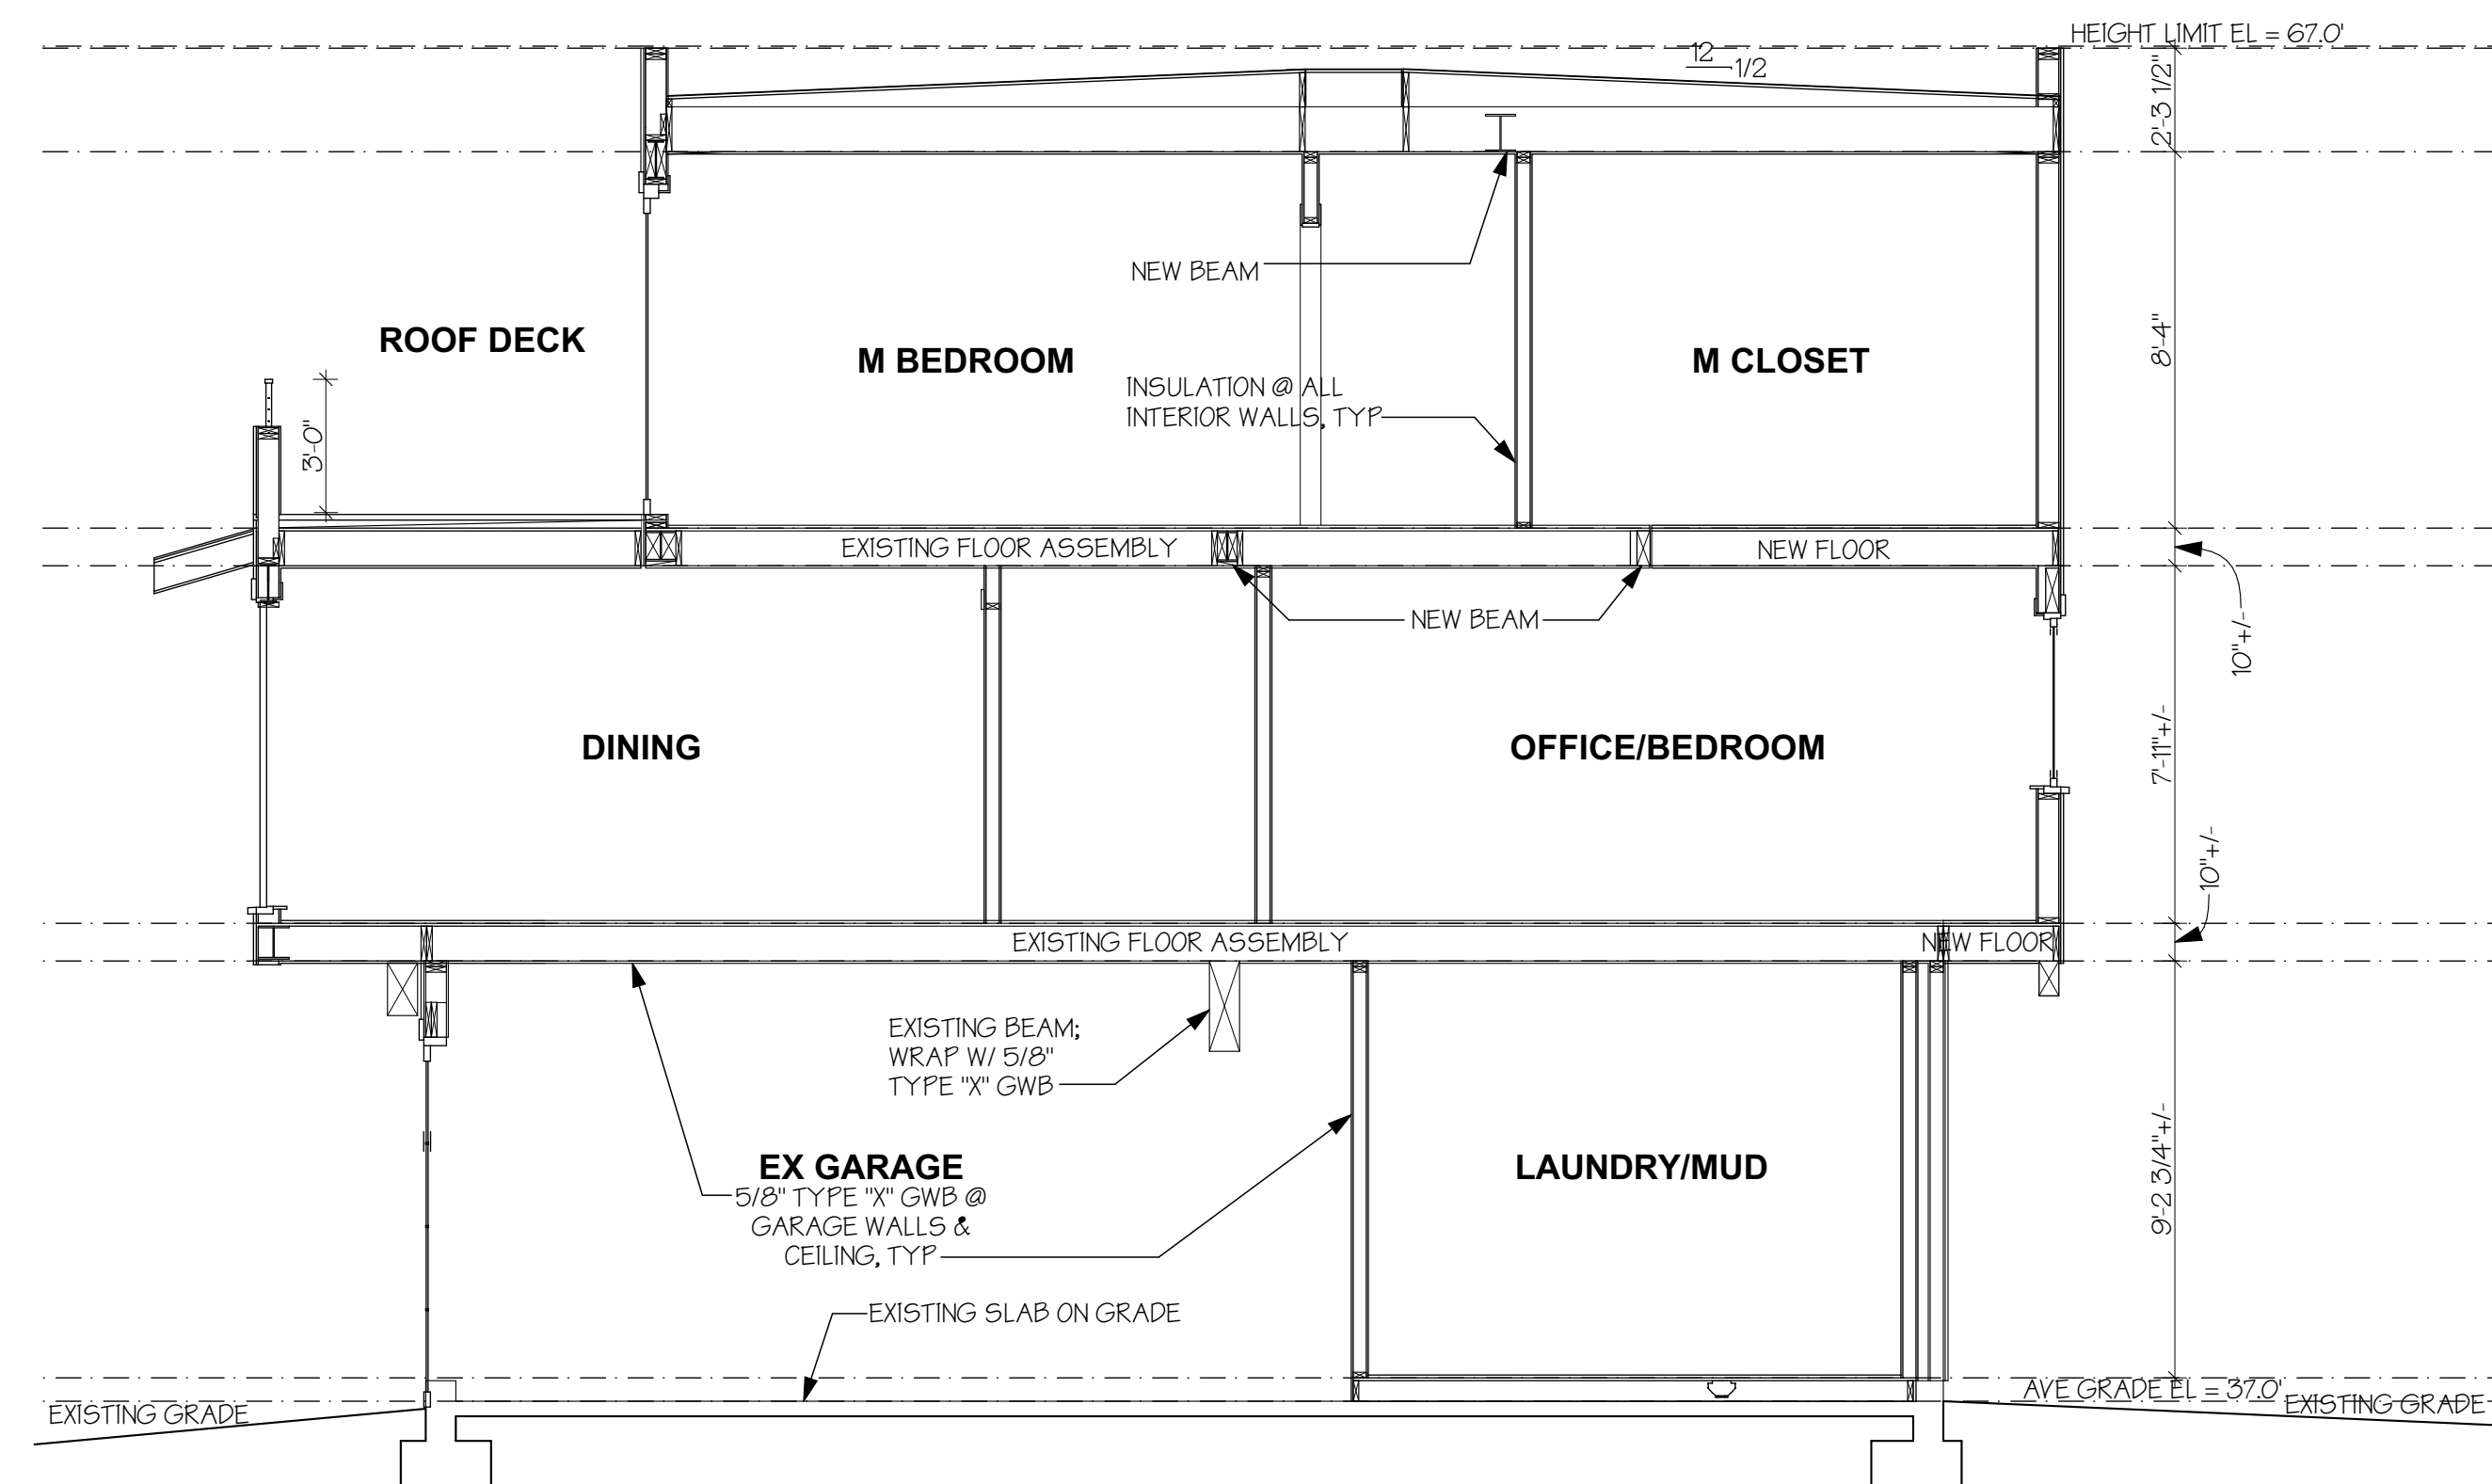 HEIGHT LIMIT EL = 67.0'
12
1/2
2'-3 1/2"
NEW BEAM
ROOF DECK
M BEDROOM
M CLOSET
8'-4"
INSULATION @ ALL
INTERIOR WALLS, TYP
3'-0"
EXISTING FLOOR ASSEMBLY
NEW FLOOR
NEW BEAM
10"+/-
DINING
OFFICE/BEDROOM
7'-11"+/-
10"+/-
EXISTING FLOOR ASSEMBLY
NEW FLOOR
EXISTING BEAM;
WRAP W/ 5/8"
TYPE "X" GWB
EX GARAGE
LAUNDRY/MUD
9'-2 3/4"+/-
5/8" TYPE "X" GWB @
GARAGE WALLS &
CEILING, TYP
EXISTING SLAB ON GRADE
AVE GRADE EL = 37.0'
EXISTING GRADE
EXISTING GRADE